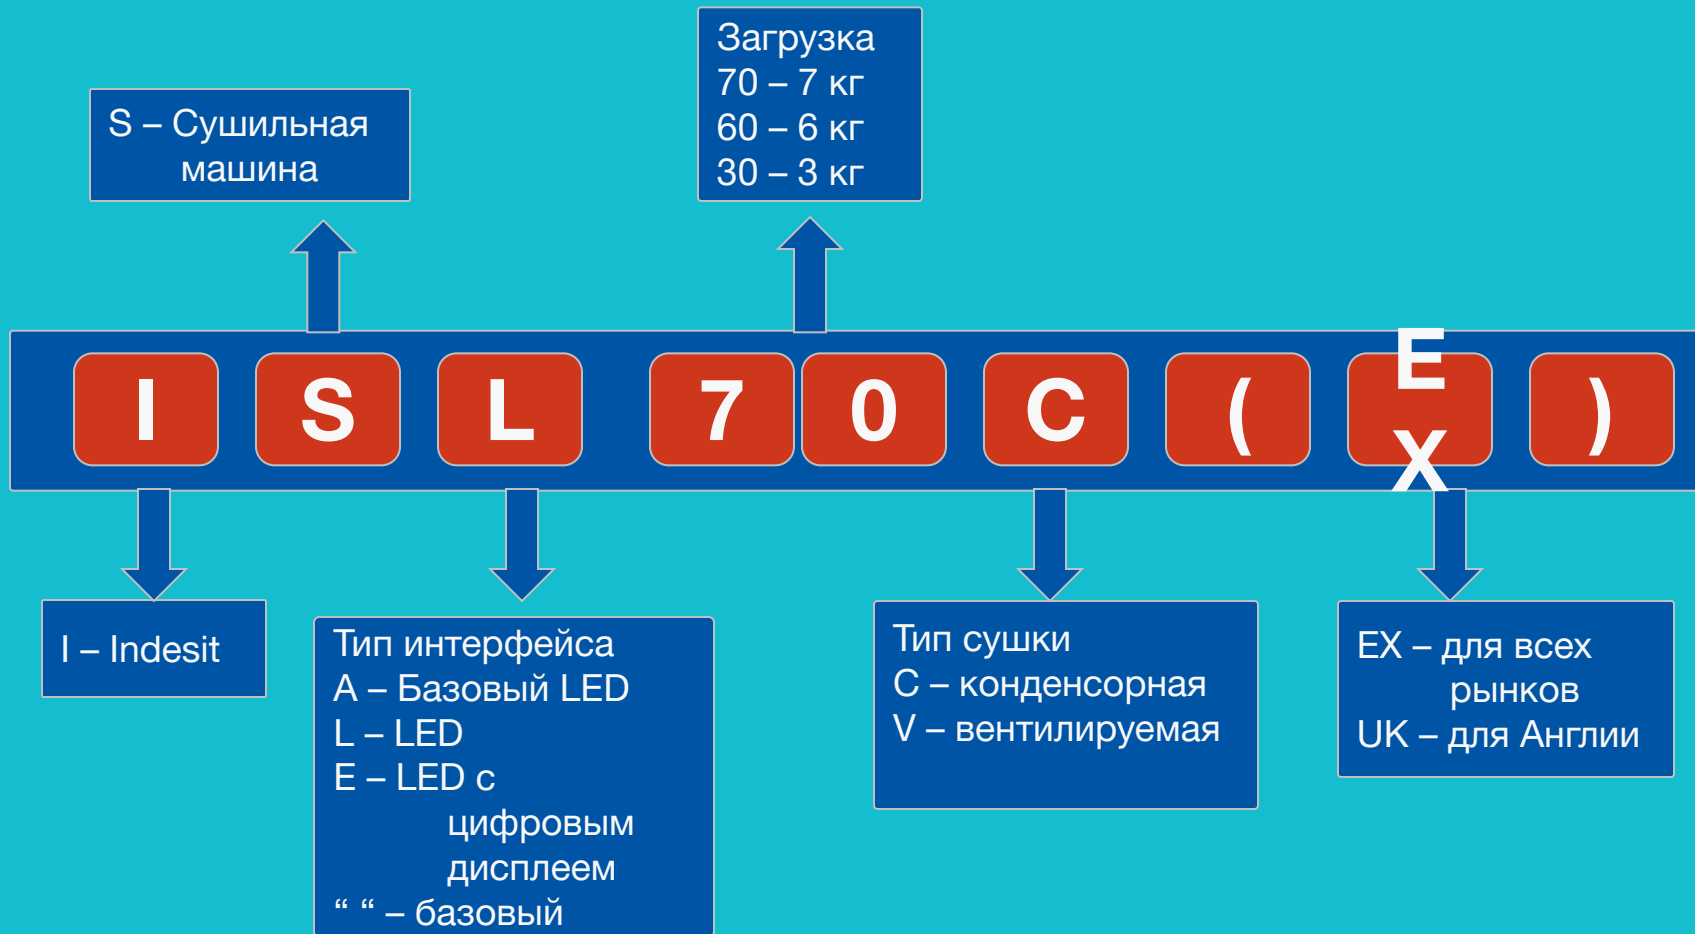 Загрузка
70 – 7 кг
60 – 6 кг
30 – 3 кг
S – Сушильная
машина
I S L 7 0 C ( EX )
I – Indesit
Тип интерфейса
A – Базовый LED
L – LED
E – LED с
цифровым
дисплеем
“ “ – базовый
Тип сушки
C – конденсорная
V – вентилируемая
EX – для всех
рынков
UK – для Англии